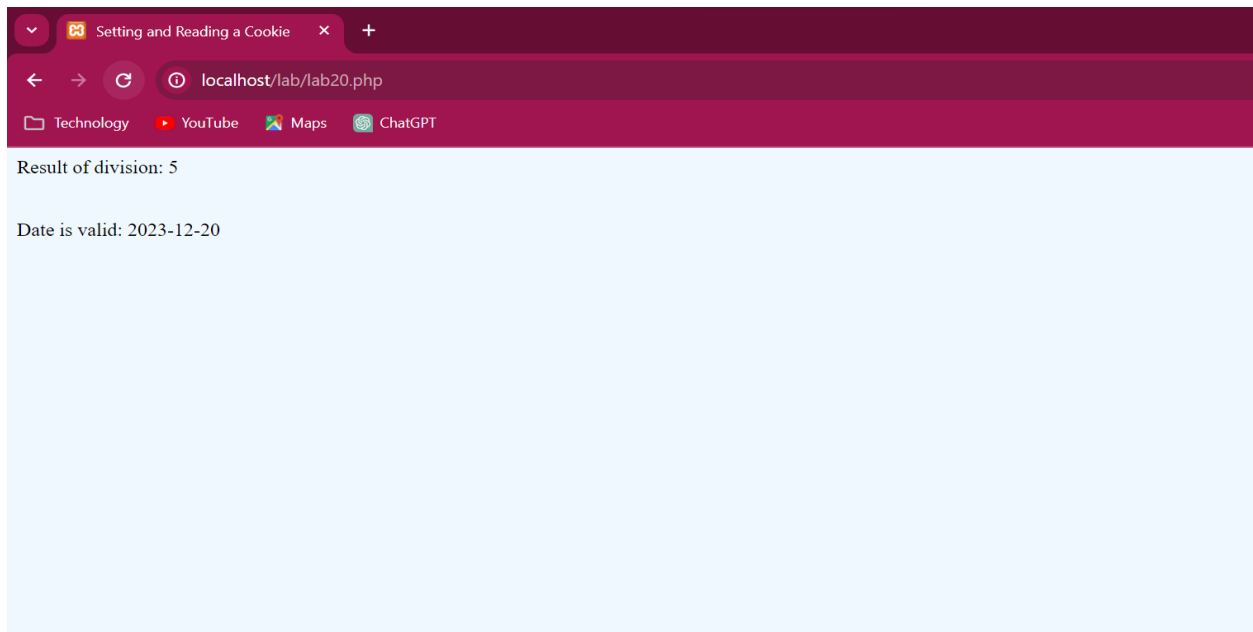 Setting and Reading a Cookie
localhost/lab/lab20.php
Technology YouTube Maps ChatGPT
Result of division: 5
Date is valid: 2023-12-20